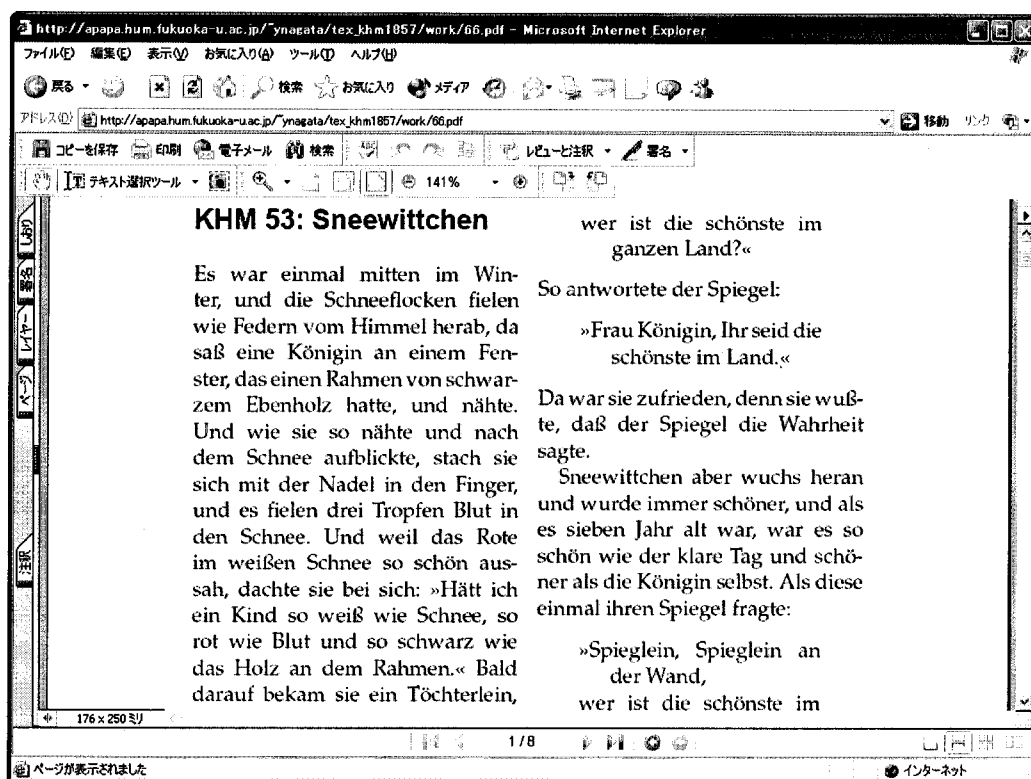 http://apapa.hum.fukuoka-u.ac.jp/~ynagata/tex_khm1857/work/66.pdf - Microsoft Internet Explorer
ファイル(F) 編集(E) 表示(V) お気に入り(A) ツール(T) ヘルプ(H)
戻る 検索 お気に入り メディア
アドレス(D) http://apapa.hum.fukuoka-u.ac.jp/~ynagata/tex_khm1857/work/66.pdf 移動 リンク
コピーを保存 印刷 電子メール 検索 レビューと注釈 署名
テキスト選択ツール 141%
しおり
署名
レイヤー
ページ
注釈
KHM 53: Sneewittchen
Es war einmal mitten im Win-
ter, und die Schneeflocken fielen
wie Federn vom Himmel herab, da
saß eine Königin an einem Fen-
ster, das einen Rahmen von schwar-
zem Ebenholz hatte, und nähte.
Und wie sie so nähte und nach
dem Schnee aufblickte, stach sie
sich mit der Nadel in den Finger,
und es fielen drei Tropfen Blut in
den Schnee. Und weil das Rote
im weißen Schnee so schön aus-
sah, dachte sie bei sich: »Hätt ich
ein Kind so weiß wie Schnee, so
rot wie Blut und so schwarz wie
das Holz an dem Rahmen.« Bald
darauf bekam sie ein Töchterlein,
wer ist die schönste im
ganzen Land?«
So antwortete der Spiegel:
»Frau Königin, Ihr seid die
schönste im Land.«
Da war sie zufrieden, denn sie wuß-
te, daß der Spiegel die Wahrheit
sagte.
Sneewittchen aber wuchs heran
und wurde immer schöner, und als
es sieben Jahr alt war, war es so
schön wie der klare Tag und schö-
ner als die Königin selbst. Als diese
einmal ihren Spiegel fragte:
»Spieglein, Spieglein an
der Wand,
wer ist die schönste im
176 x 250 ミリ
1/8
ページが表示されました インターネット